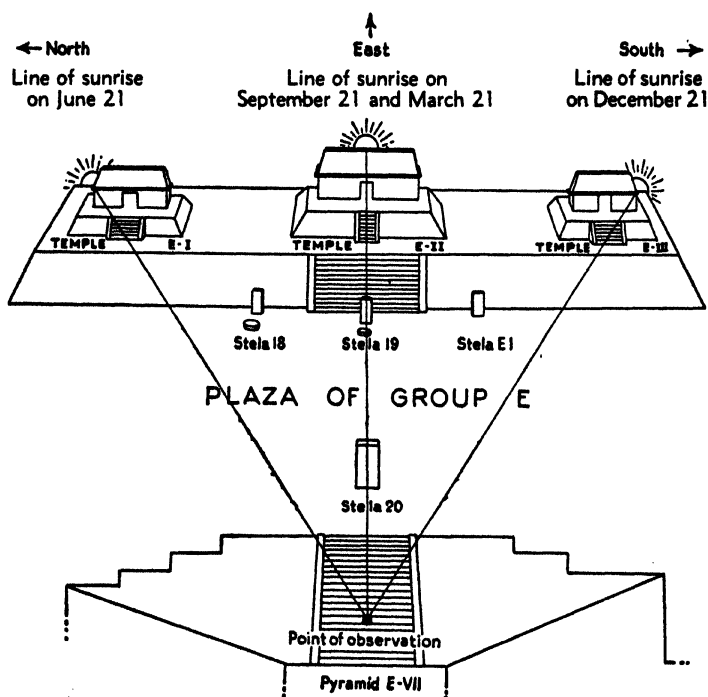 ← North
East
South →
Line of sunrise
on June 21
Line of sunrise on
September 21 and March 21
Line of sunrise
on December 21
TEMPLE E-I
TEMPLE E-II
TEMPLE E-III
Stela 18
Stela 19
Stela E1
PLAZA OF GROUP E
Stela 20
Point of observation
Pyramid E-VII